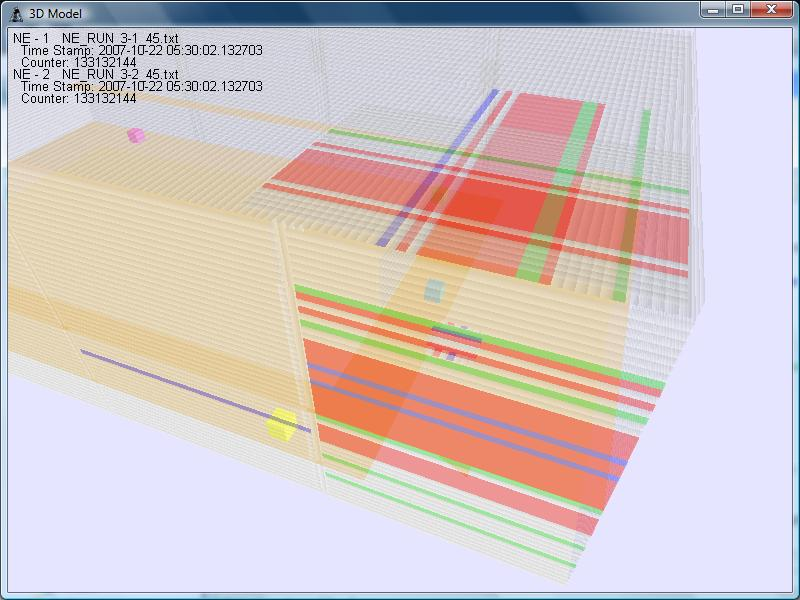 3D Model
NE - 1 NE_RUN_3-1_45.txt
Time Stamp: 2007-10-22 05:30:02.132703
Counter: 133132144
NE - 2 NE_RUN_3-2_45.txt
Time Stamp: 2007-10-22 05:30:02.132703
Counter: 133132144